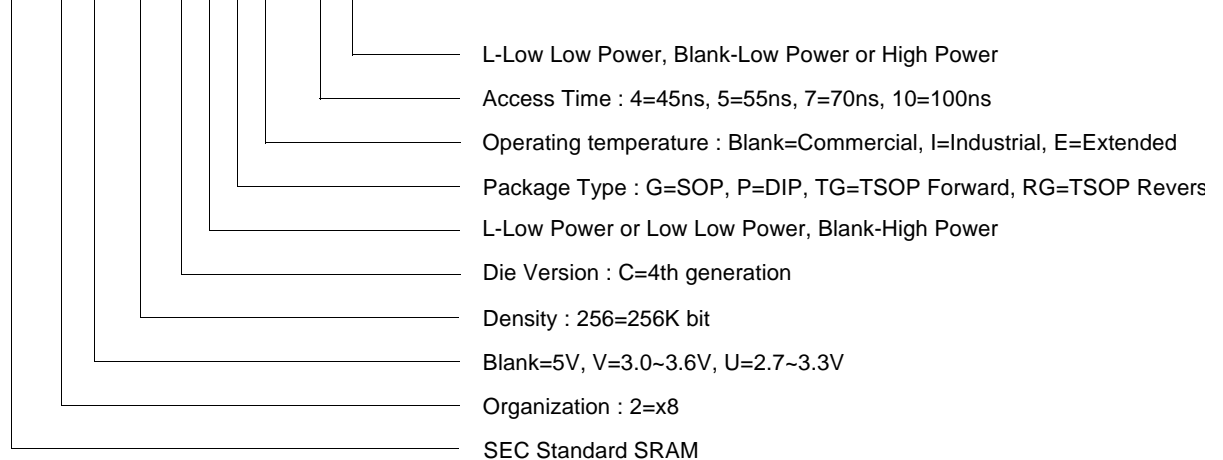 L-Low Low Power, Blank-Low Power or High Power
Access Time : 4=45ns, 5=55ns, 7=70ns, 10=100ns
Operating temperature : Blank=Commercial, I=Industrial, E=Extended
Package Type : G=SOP, P=DIP, TG=TSOP Forward, RG=TSOP Revers
L-Low Power or Low Low Power, Blank-High Power
Die Version : C=4th generation
Density : 256=256K bit
Blank=5V, V=3.0~3.6V, U=2.7~3.3V
Organization : 2=x8
SEC Standard SRAM